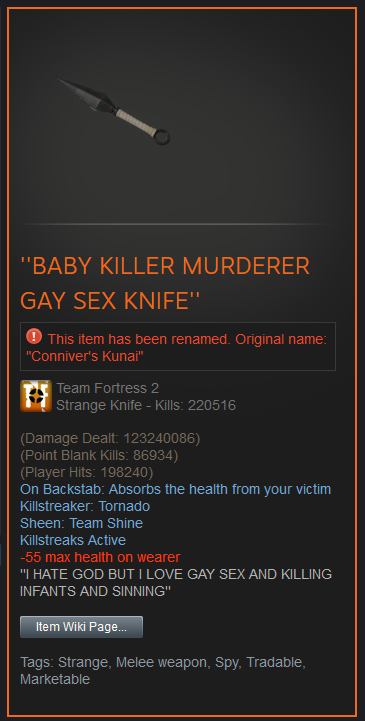 ''BABY KILLER MURDERER
GAY SEX KNIFE''
This item has been renamed. Original name:
"Conniver's Kunai"
Team Fortress 2
Strange Knife - Kills: 220516
(Damage Dealt: 123240086)
(Point Blank Kills: 86934)
(Player Hits: 198240)
On Backstab: Absorbs the health from your victim
Killstreaker: Tornado
Sheen: Team Shine
Killstreaks Active
-55 max health on wearer
''I HATE GOD BUT I LOVE GAY SEX AND KILLING
INFANTS AND SINNING''
Item Wiki Page...
Tags: Strange, Melee weapon, Spy, Tradable,
Marketable